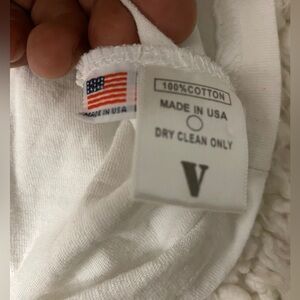 MADE IN USA
100%COTTON
MADE IN USA
DRY CLEAN ONLY
V